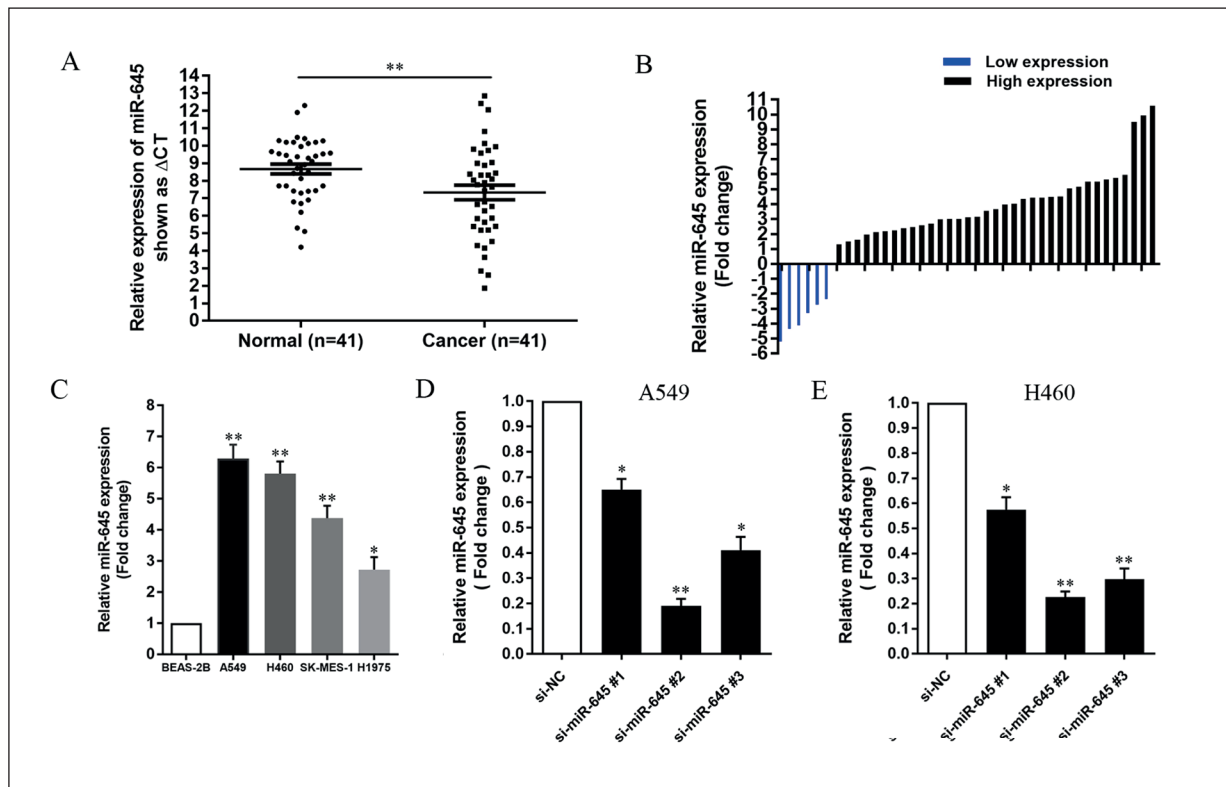 A
Relative expression of miR-645
shown as ΔCT
14
13
12
11
10
9
8
7
6
5
4
3
2
1
0
**
Normal (n=41)
Cancer (n=41)
B
Low expression
High expression
Relative miR-645 expression
(Fold change)
11
10
9
8
7
6
5
4
3
2
1
0
-1
-2
-3
-4
-5
-6
C
Relative miR-645 expression
(Fold change)
8
7
6
5
4
3
2
1
0
**
**
**
*
BEAS-2B
A549
H460
SK-MES-1
H1975
D
A549
Relative miR-645 expression
( Fold change )
1.0
0.9
0.8
0.7
0.6
0.5
0.4
0.3
0.2
0.1
0.0
*
**
*
si-NC
si-miR-645 #1
si-miR-645 #2
si-miR-645 #3
E
H460
Relative miR-645 expression
( Fold change )
1.0
0.9
0.8
0.7
0.6
0.5
0.4
0.3
0.2
0.1
0.0
*
**
**
si-NC
si-miR-645 #1
si-miR-645 #2
si-miR-645 #3